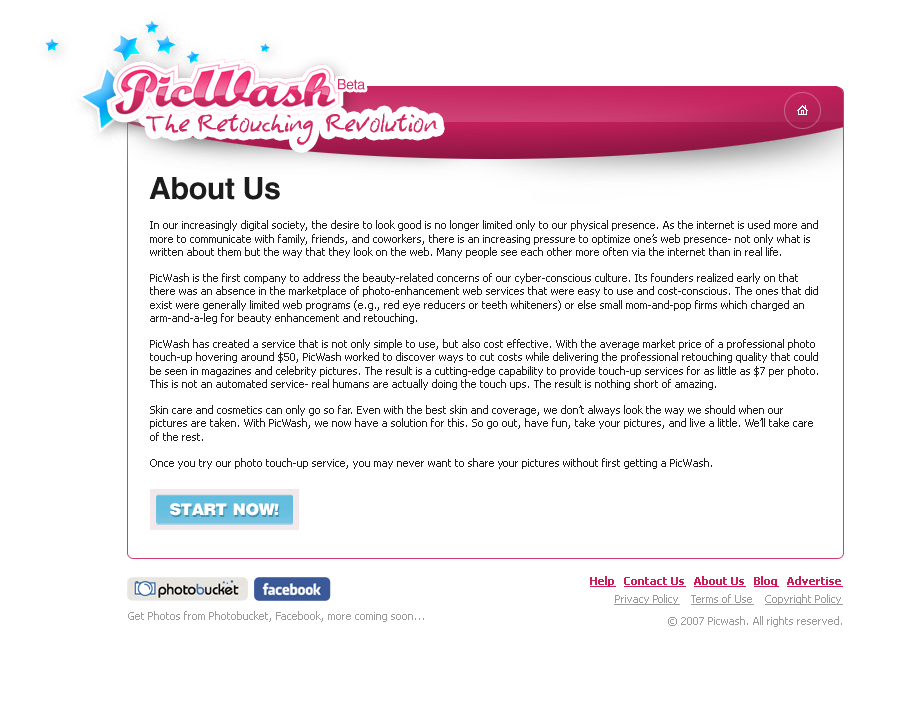 PicWash Beta
The Retouching Revolution
About Us
In our increasingly digital society, the desire to look good is no longer limited only to our physical presence. As the internet is used more and
more to communicate with family, friends, and coworkers, there is an increasing pressure to optimize one's web presence- not only what is
written about them but the way that they look on the web. Many people see each other more often via the internet than in real life.
PicWash is the first company to address the beauty-related concerns of our cyber-conscious culture. Its founders realized early on that
there was an absence in the marketplace of photo-enhancement web services that were easy to use and cost-conscious. The ones that did
exist were generally limited web programs (e.g., red eye reducers or teeth whiteners) or else small mom-and-pop firms which charged an
arm-and-a-leg for beauty enhancement and retouching.
PicWash has created a service that is not only simple to use, but also cost effective. With the average market price of a professional photo
touch-up hovering around $50, PicWash worked to discover ways to cut costs while delivering the professional retouching quality that could
be seen in magazines and celebrity pictures. The result is a cutting-edge capability to provide touch-up services for as little as $7 per photo.
This is not an automated service- real humans are actually doing the touch ups. The result is nothing short of amazing.
Skin care and cosmetics can only go so far. Even with the best skin and coverage, we don't always look the way we should when our
pictures are taken. With PicWash, we now have a solution for this. So go out, have fun, take your pictures, and live a little. We'll take care
of the rest.
Once you try our photo touch-up service, you may never want to share your pictures without first getting a PicWash.
START NOW!
photobucket facebook
Help Contact Us About Us Blog Advertise
Privacy Policy Terms of Use Copyright Policy
Get Photos from Photobucket, Facebook, more coming soon...
© 2007 Picwash. All rights reserved.